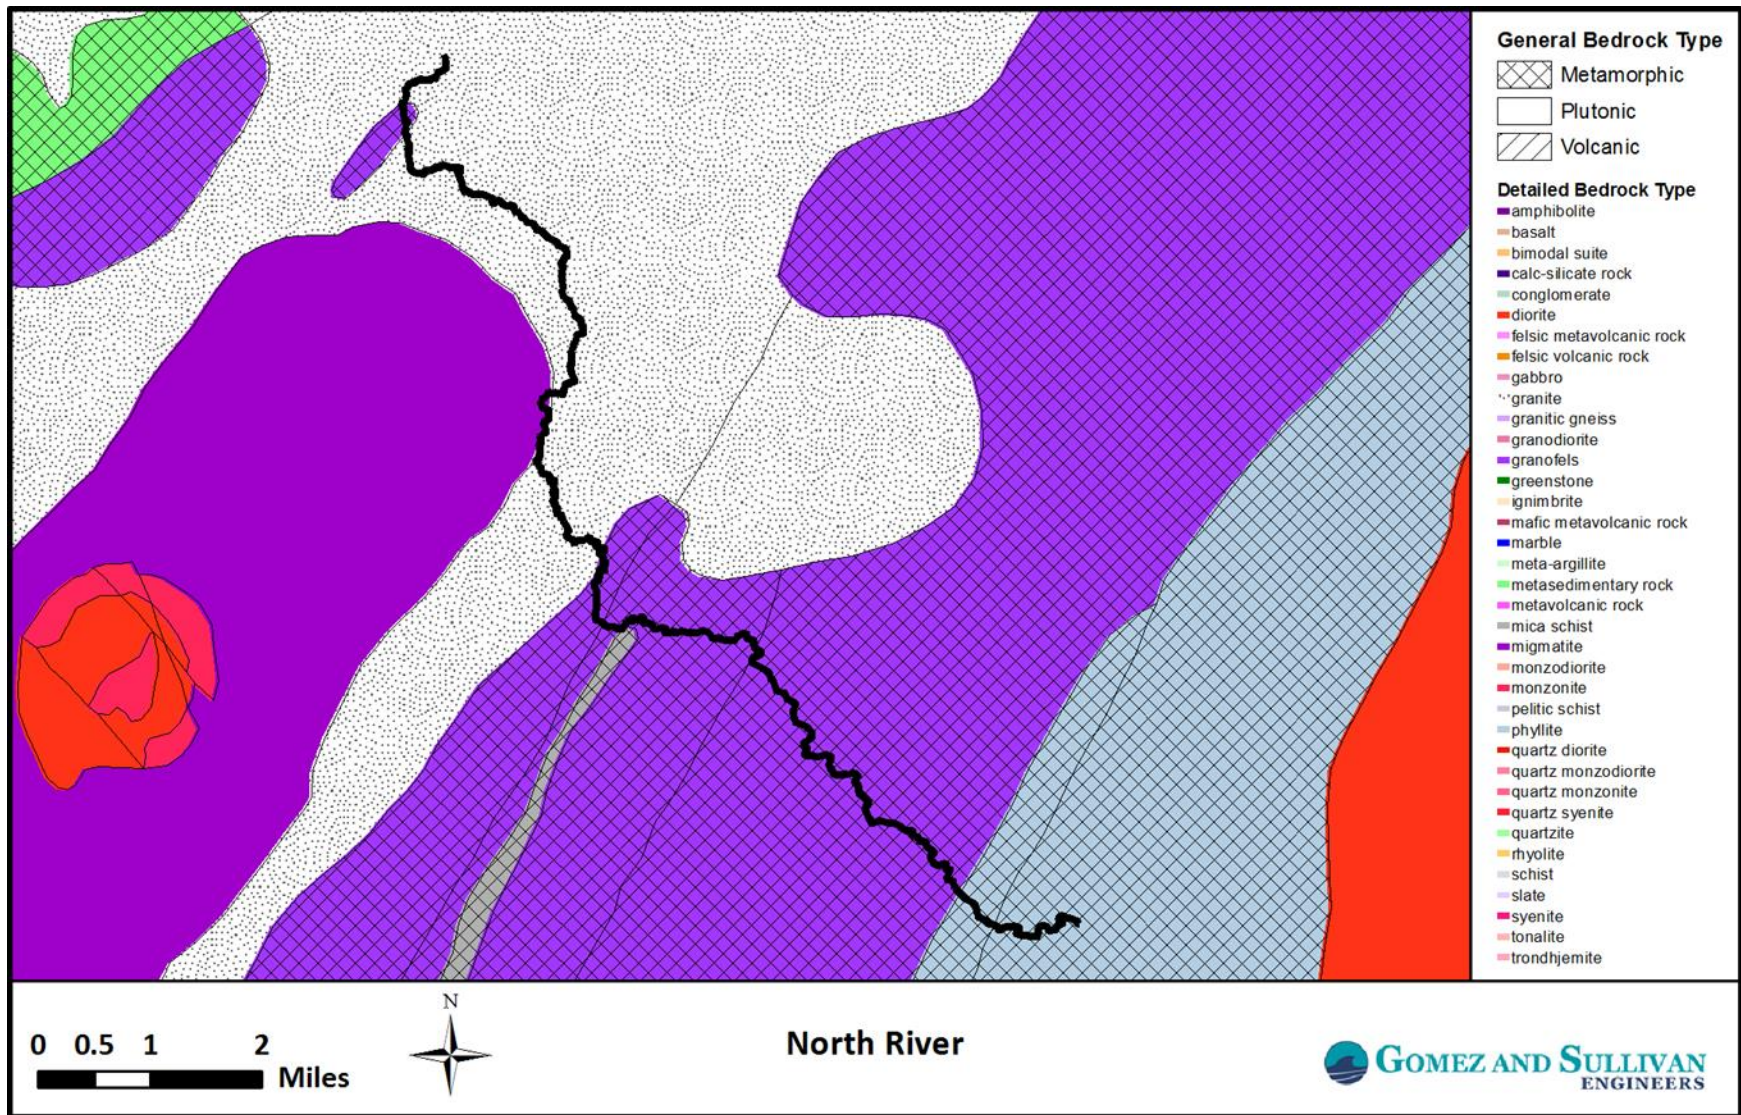 General Bedrock Type
Metamorphic
Plutonic
Volcanic
Detailed Bedrock Type
amphibolite
basalt
bimodal suite
calc-silicate rock
conglomerate
diorite
felsic metavolcanic rock
felsic volcanic rock
gabbro
granite
granitic gneiss
granodiorite
granofels
greenstone
ignimbrite
mafic metavolcanic rock
marble
meta-argillite
metasedimentary rock
metavolcanic rock
mica schist
migmatite
monzodiorite
monzonite
pelitic schist
phyllite
quartz diorite
quartz monzodiorite
quartz monzonite
quartz syenite
quartzite
rhyolite
schist
slate
syenite
tonalite
trondhjemite
0 0.5 1 2
Miles
N
North River
GOMEZ AND SULLIVAN
ENGINEERS